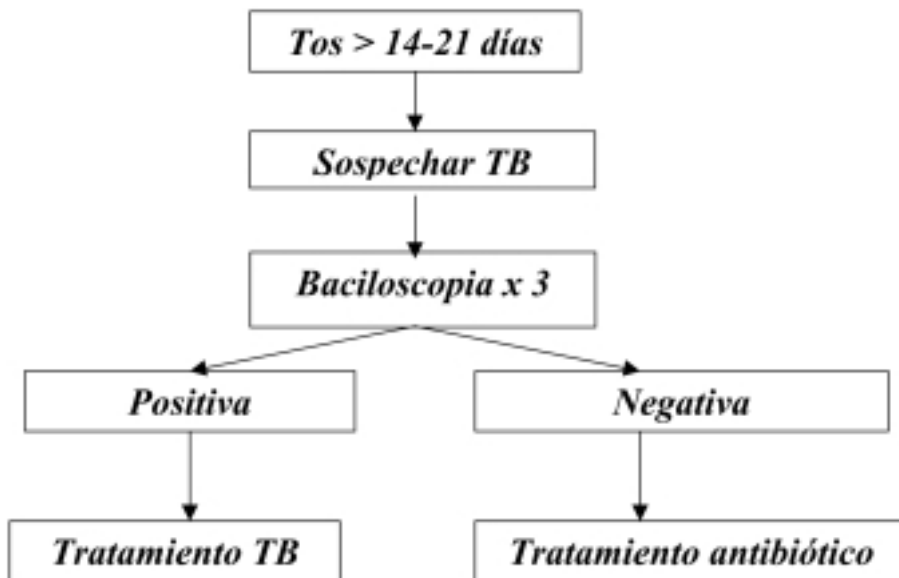 Tos > 14-21 días
Sospechar TB
Baciloscopia x 3
Positiva
Negativa
Tratamiento TB
Tratamiento antibiótico